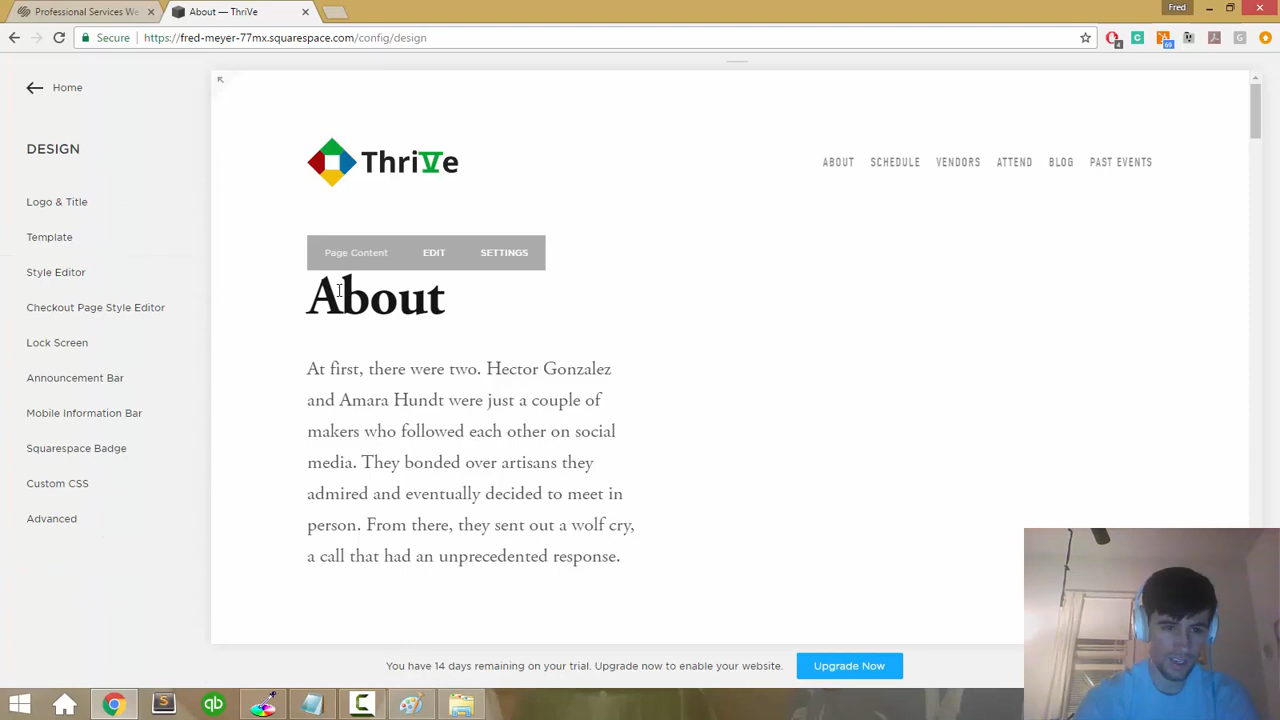 Professional Services We
About — ThriVe
Fred
Secure
https://fred-meyer-77mx.squarespace.com/config/design
4
69
Home
DESIGN
Logo & Title
Template
Style Editor
Checkout Page Style Editor
Lock Screen
Announcement Bar
Mobile Information Bar
Squarespace Badge
Custom CSS
Advanced
ThriVe
ABOUT SCHEDULE VENDORS ATTEND BLOG PAST EVENTS
Page Content EDIT SETTINGS
About
At first, there were two. Hector Gonzalez
and Amara Hundt were just a couple of
makers who followed each other on social
media. They bonded over artisans they
admired and eventually decided to meet in
person. From there, they sent out a wolf cry,
a call that had an unprecedented response.
You have 14 days remaining on your trial. Upgrade now to enable your website.
Upgrade Now